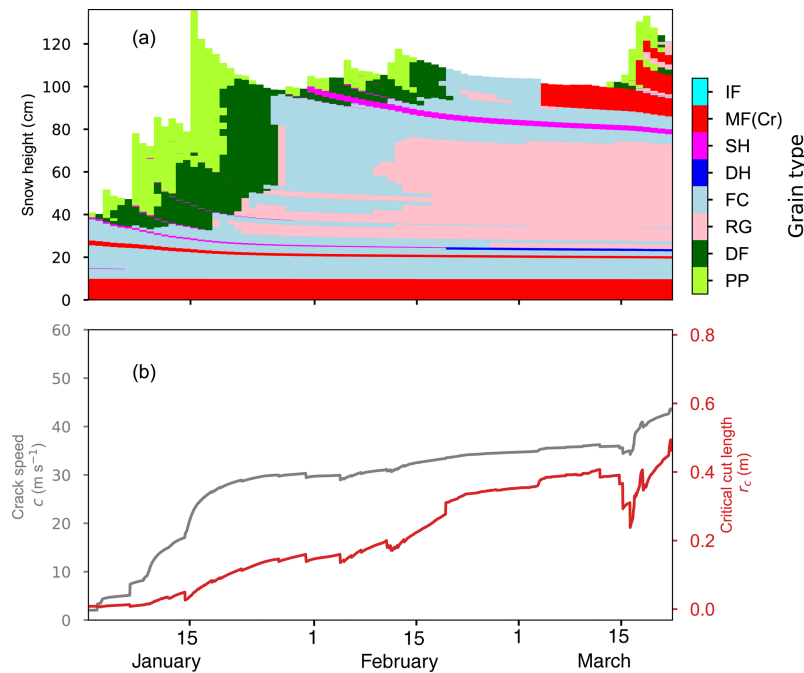 (a)
Snow height (cm)
120
100
80
60
40
20
0
IF
MF(Cr)
SH
DH
FC
RG
DF
PP
Grain type
(b)
Crack speed
c (m s⁻¹)
60
50
40
30
20
10
0
0.8
0.6
0.4
0.2
0.0
Critical cut length
r_c (m)
15 1 15 1 15
January February March